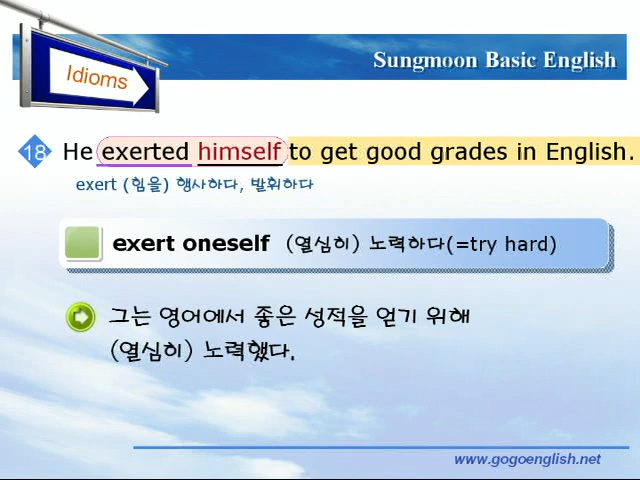 Idioms
Sungmoon Basic English
18 He exerted himself to get good grades in English.
exert (힘을) 행사하다, 발휘하다
exert oneself (열심히) 노력하다(=try hard)
그는 영어에서 좋은 성적을 얻기 위해
(열심히) 노력했다.
www.gogoenglish.net